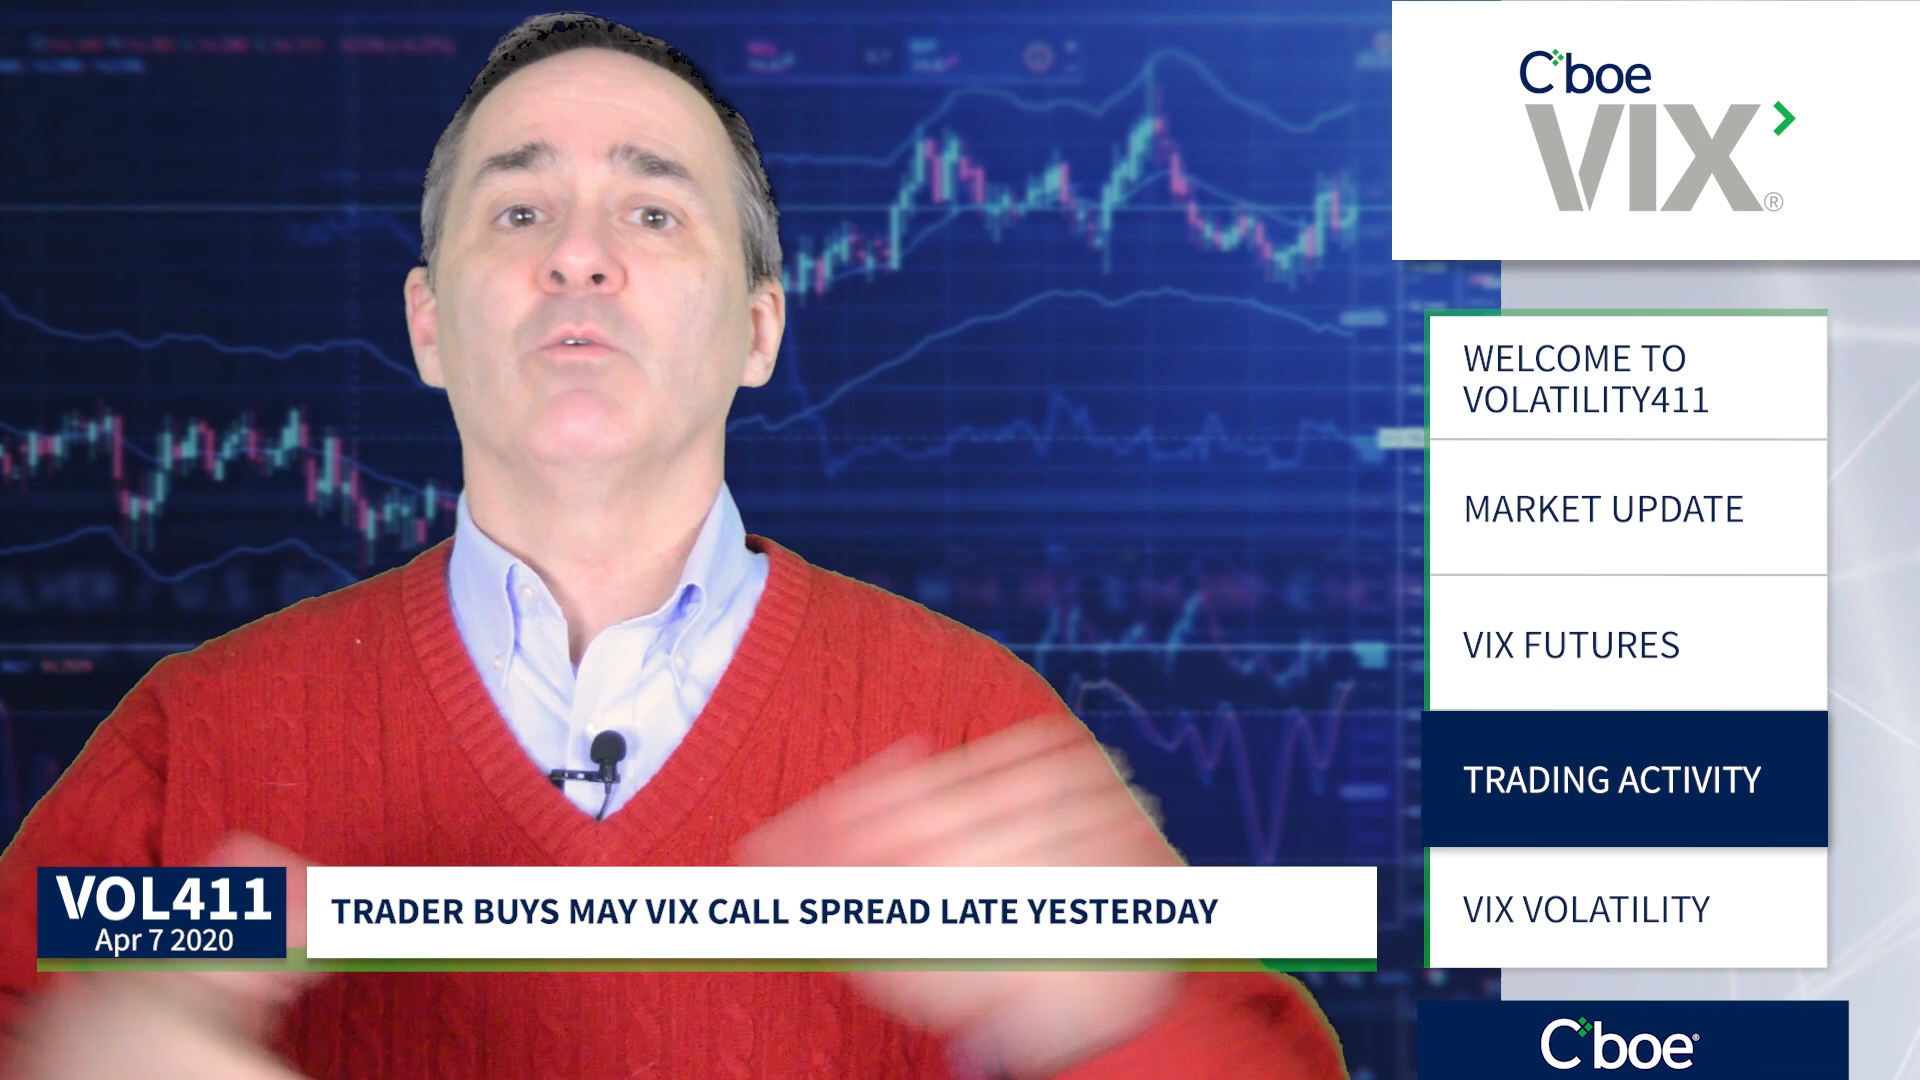 Cboe
VIX®
WELCOME TO
VOLATILITY411
MARKET UPDATE
VIX FUTURES
TRADING ACTIVITY
VIX VOLATILITY
VOL411
Apr 7 2020
TRADER BUYS MAY VIX CALL SPREAD LATE YESTERDAY
Cboe®